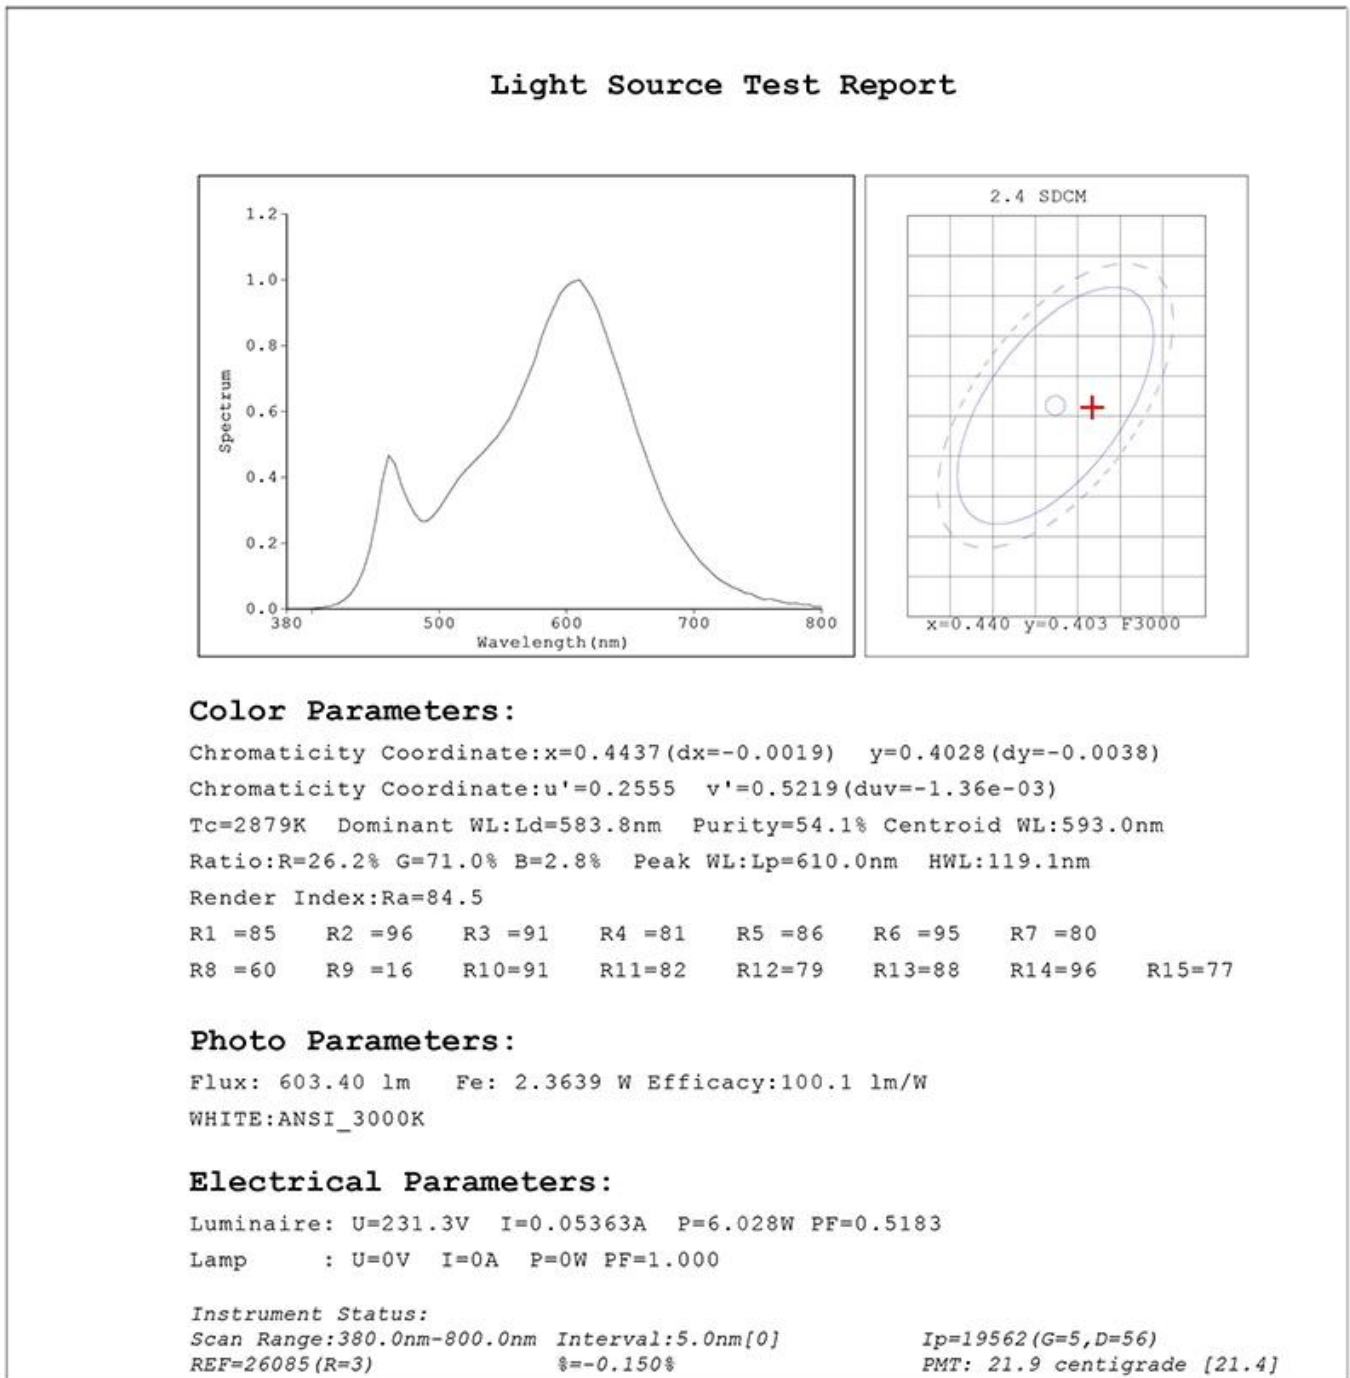 Light Source Test Report
1.2
1.0
0.8
0.6
0.4
0.2
0.0
Spectrum
380 500 600 700 800
Wavelength(nm)
2.4 SDCM
x=0.440 y=0.403 F3000
Color Parameters:
Chromaticity Coordinate:x=0.4437(dx=-0.0019) y=0.4028(dy=-0.0038)
Chromaticity Coordinate:u'=0.2555 v'=0.5219(duv=-1.36e-03)
Tc=2879K Dominant WL:Ld=583.8nm Purity=54.1% Centroid WL:593.0nm
Ratio:R=26.2% G=71.0% B=2.8% Peak WL:Lp=610.0nm HWL:119.1nm
Render Index:Ra=84.5
R1 =85 R2 =96 R3 =91 R4 =81 R5 =86 R6 =95 R7 =80
R8 =60 R9 =16 R10=91 R11=82 R12=79 R13=88 R14=96 R15=77
Photo Parameters:
Flux: 603.40 lm Fe: 2.3639 W Efficacy:100.1 lm/W
WHITE:ANSI_3000K
Electrical Parameters:
Luminaire: U=231.3V I=0.05363A P=6.028W PF=0.5183
Lamp : U=0V I=0A P=0W PF=1.000
Instrument Status:
Scan Range:380.0nm-800.0nm Interval:5.0nm[0] Ip=19562(G=5,D=56)
REF=26085(R=3) %=-0.150% PMT: 21.9 centigrade [21.4]